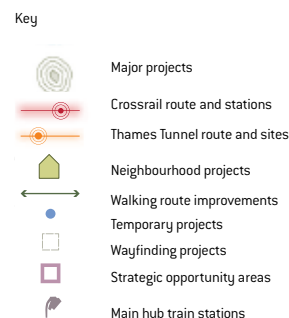 Key
Major projects
Crossrail route and stations
Thames Tunnel route and sites
Neighbourhood projects
Walking route improvements
Temporary projects
Wayfinding projects
Strategic opportunity areas
Main hub train stations